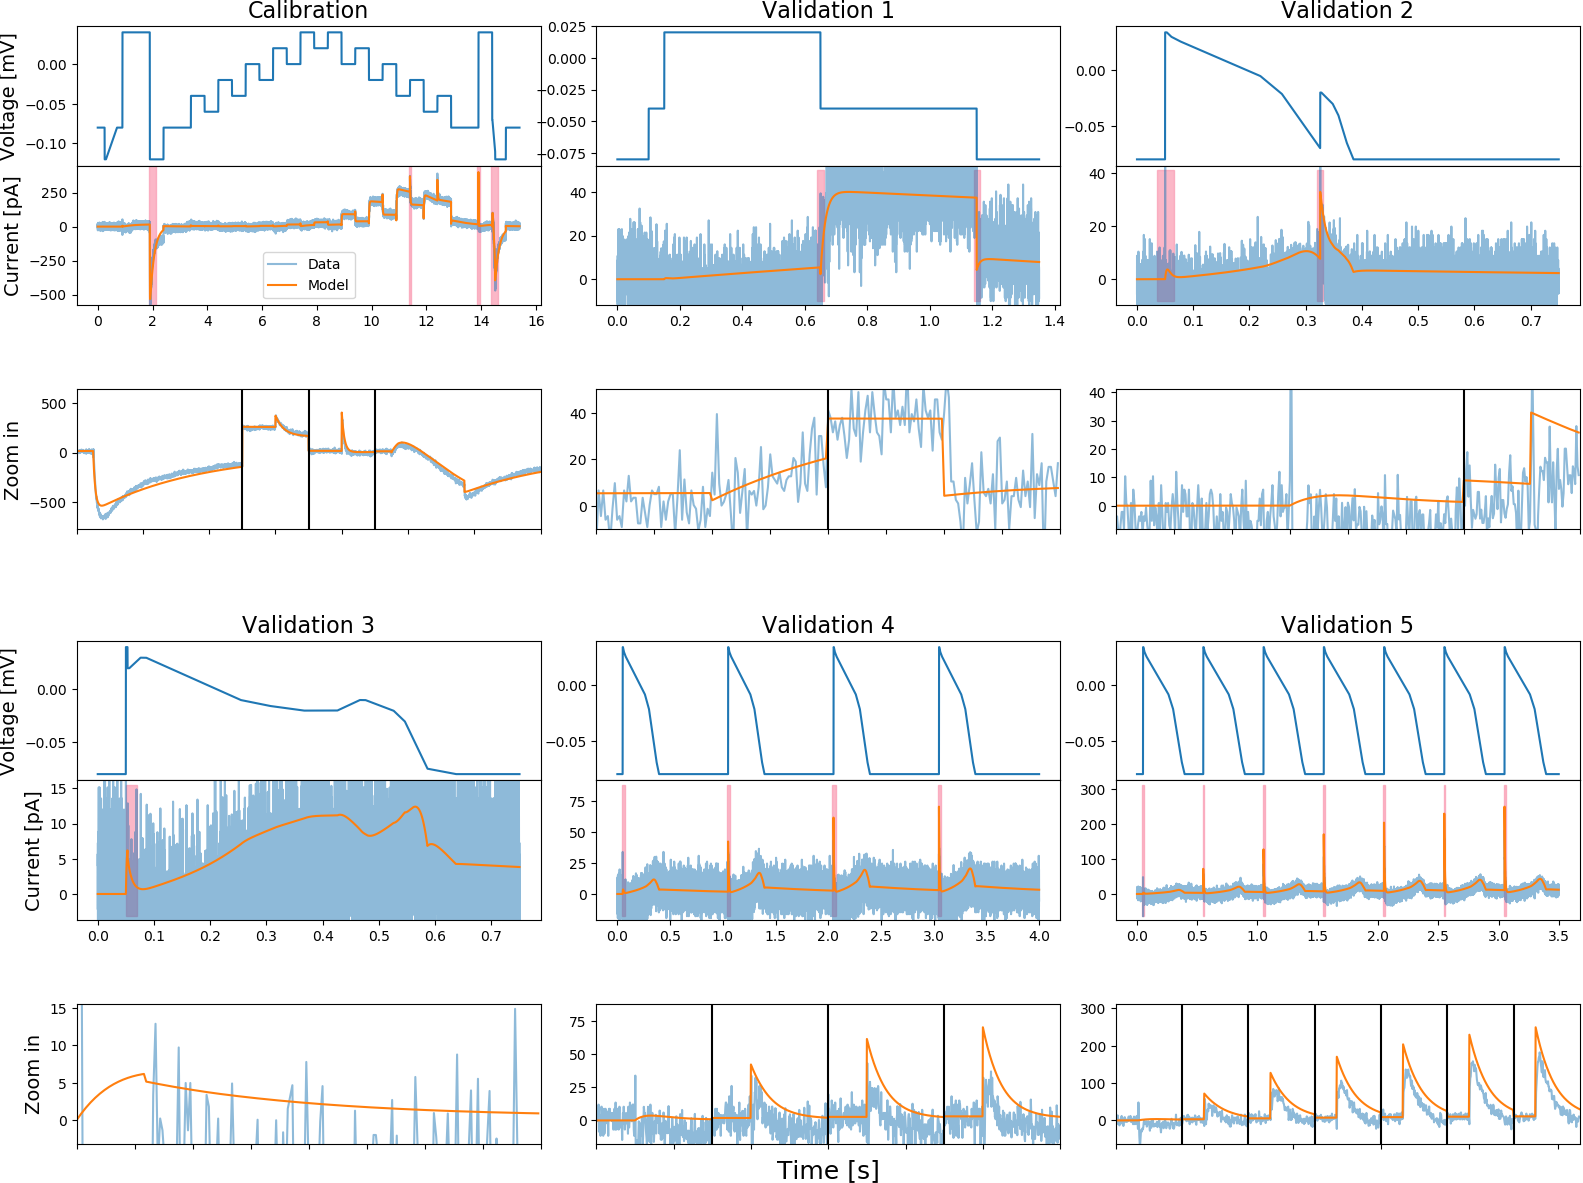 Calibration
Validation 1
Validation 2
Voltage [mV]
0.00
−0.05
−0.10
0.025
0.000
−0.025
−0.050
−0.075
0.00
−0.05
Current [pA]
250
0
−250
−500
Data
Model
0 2 4 6 8 10 12 14 16
40
20
0
0.0 0.2 0.4 0.6 0.8 1.0 1.2 1.4
40
20
0
0.0 0.1 0.2 0.3 0.4 0.5 0.6 0.7
Zoom in
500
0
−500
40
20
0
40
30
20
10
0
Validation 3
Validation 4
Validation 5
Voltage [mV]
0.00
−0.05
0.00
−0.05
0.00
−0.05
Current [pA]
15
10
5
0
0.0 0.1 0.2 0.3 0.4 0.5 0.6 0.7
75
50
25
0
0.0 0.5 1.0 1.5 2.0 2.5 3.0 3.5 4.0
300
200
100
0
0.0 0.5 1.0 1.5 2.0 2.5 3.0 3.5
Zoom in
15
10
5
0
75
50
25
0
300
200
100
0
Time [s]